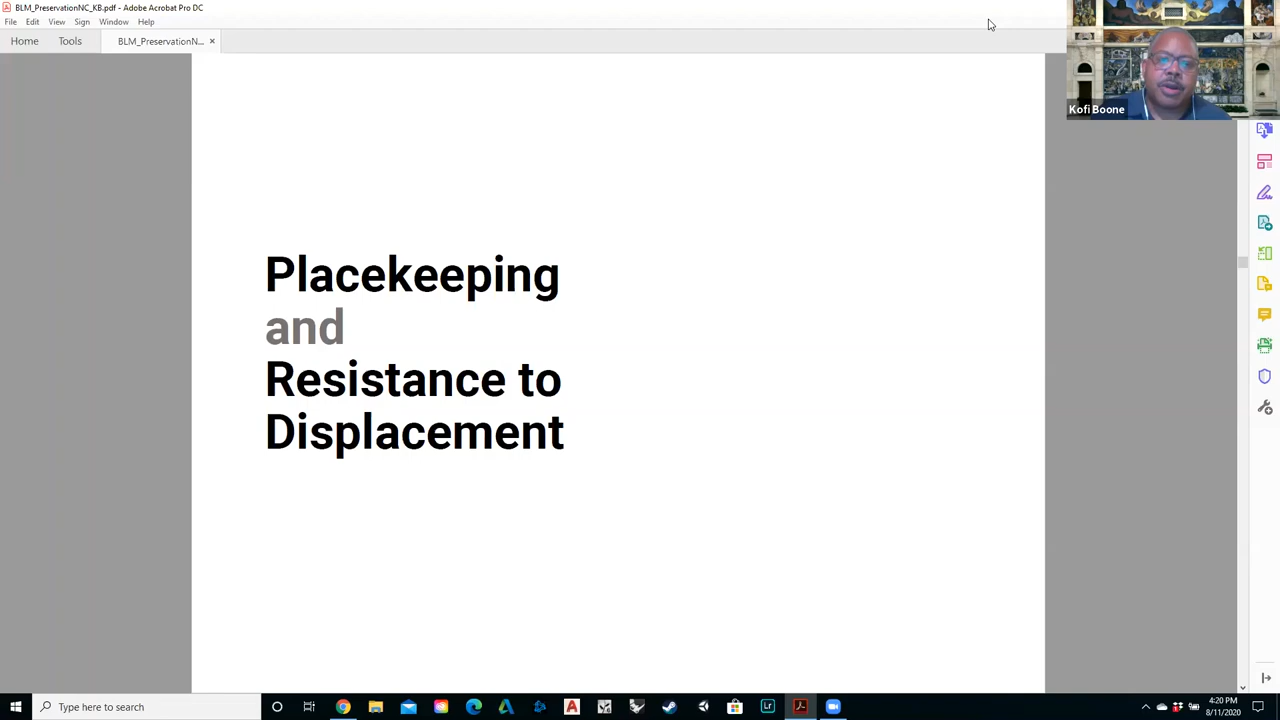 BLM_PreservationNC_KB.pdf - Adobe Acrobat Pro DC
File Edit View Sign Window Help
Home Tools BLM_PreservationN... ×
Kofi Boone
Placekeeping
and
Resistance to
Displacement
Type here to search
4:20 PM
8/11/2020